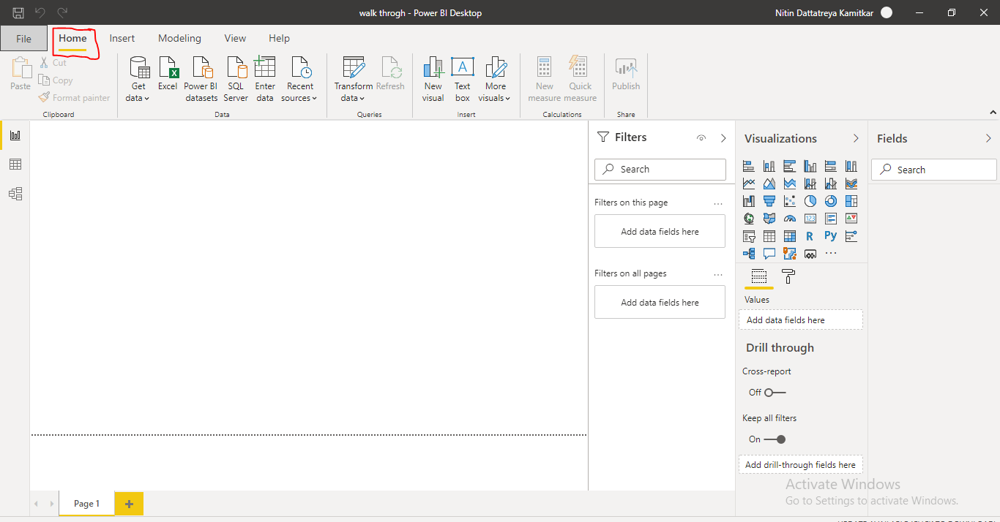 walk throgh - Power BI Desktop
Nitin Dattatreya Kamitkar
File Home Insert Modeling View Help
Paste
Cut
Copy
Format painter
Clipboard
Get data
Excel
Power BI datasets
SQL Server
Enter data
Recent sources
Data
Transform data
Refresh
Queries
New visual
Text box
More visuals
Insert
New measure
Quick measure
Calculations
Publish
Share
Filters
Search
Filters on this page
Add data fields here
Filters on all pages
Add data fields here
Visualizations
123
R
Py
Values
Add data fields here
Drill through
Cross-report
Off
Keep all filters
On
Add drill-through fields here
Fields
Search
Page 1
Activate Windows
Go to Settings to activate Windows.